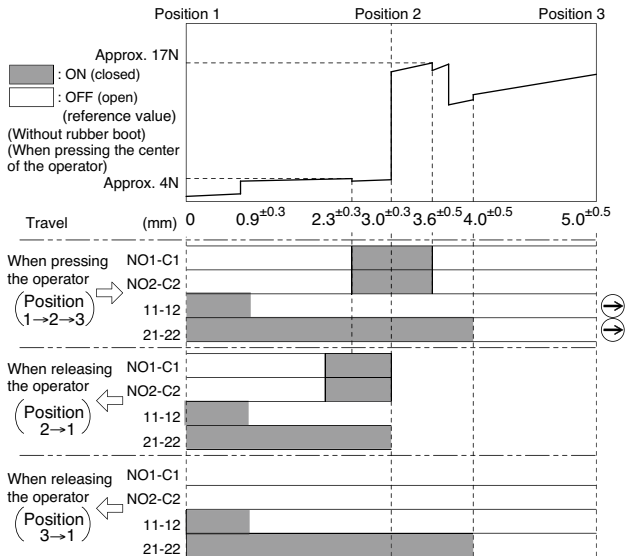 Position 1 Position 2 Position 3
Approx. 17N
: ON (closed)
: OFF (open)
(reference value)
(Without rubber boot)
(When pressing the center
of the operator)
Approx. 4N
Travel (mm) 0 0.9±0.3 2.3±0.3 3.0±0.3 3.6±0.5 4.0±0.5 5.0±0.5
When pressing
the operator
(Position
1→2→3)
NO1-C1
NO2-C2
11-12
21-22
When releasing
the operator
(Position
2→1)
NO1-C1
NO2-C2
11-12
21-22
When releasing
the operator
(Position
3→1)
NO1-C1
NO2-C2
11-12
21-22